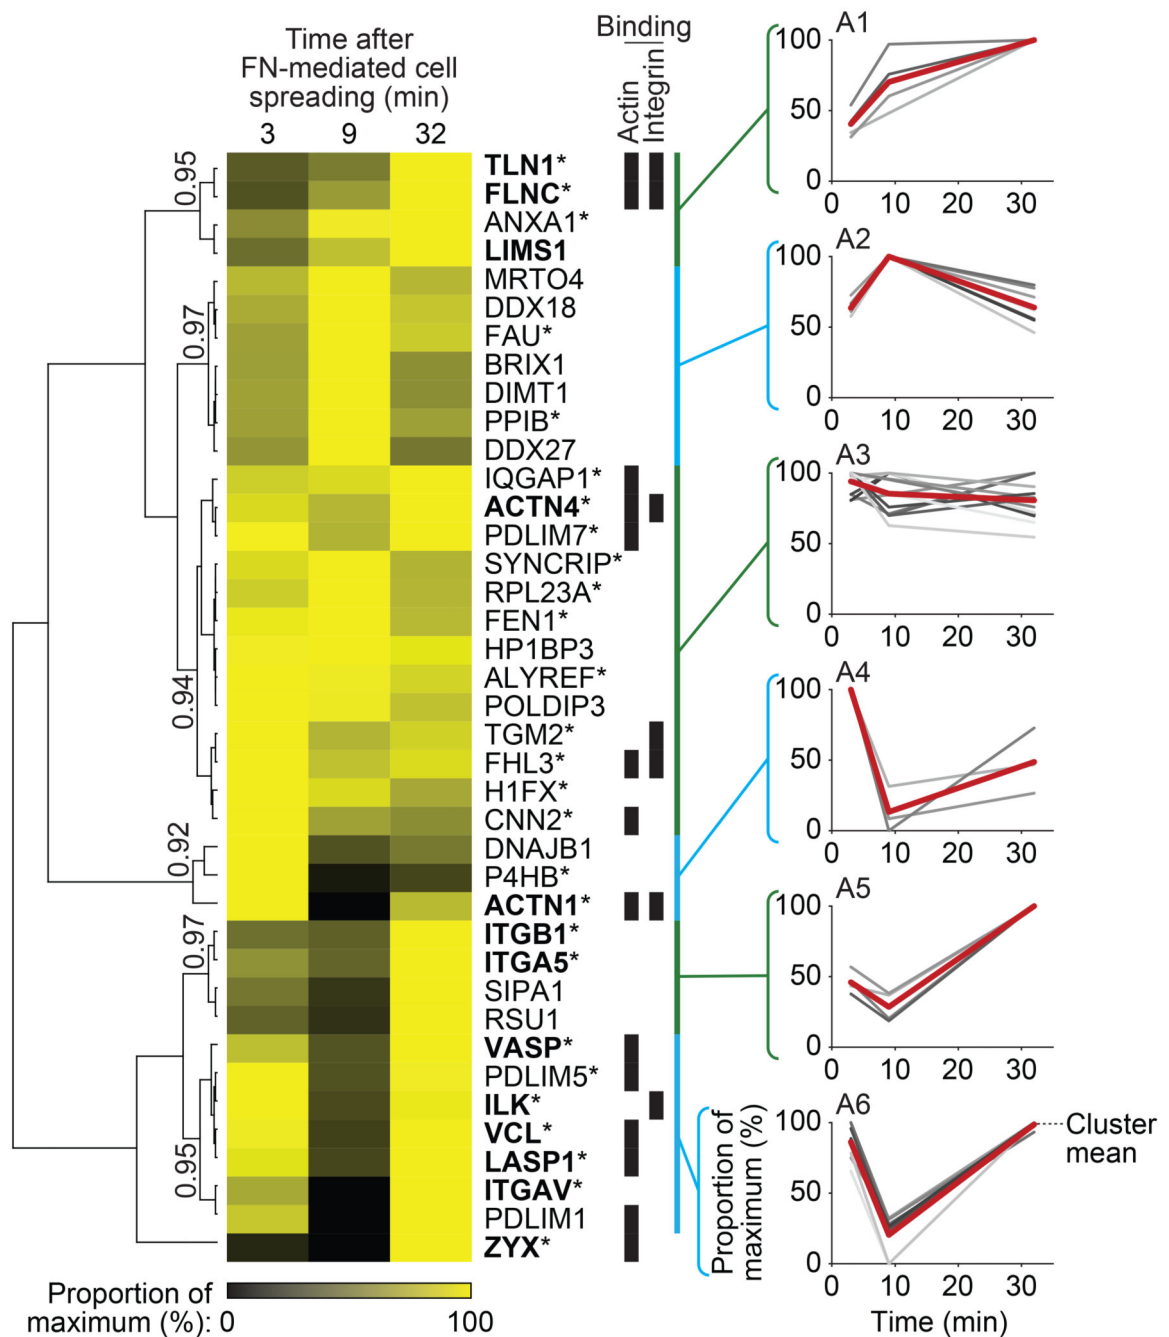 Time after
FN-mediated cell
spreading (min)
3 9 32
Binding
Actin
Integrin
0.95
0.97
0.94
0.92
0.97
0.95
TLN1*
FLNC*
ANXA1*
LIMS1
MRTO4
DDX18
FAU*
BRIX1
DIMT1
PPIB*
DDX27
IQGAP1*
ACTN4*
PDLIM7*
SYNCRIP*
RPL23A*
FEN1*
HP1BP3
ALYREF*
POLDIP3
TGM2*
FHL3*
H1FX*
CNN2*
DNAJB1
P4HB*
ACTN1*
ITGB1*
ITGA5*
SIPA1
RSU1
VASP*
PDLIM5*
ILK*
VCL*
LASP1*
ITGAV*
PDLIM1
ZYX*
Proportion of
maximum (%): 0 100
A1
100
50
0
0 10 20 30
A2
100
50
0
0 10 20 30
A3
100
50
0
0 10 20 30
A4
100
50
0
0 10 20 30
A5
100
50
0
0 10 20 30
A6
Proportion of
maximum (%)
100
50
0
0 10 20 30
Time (min)
Cluster
mean